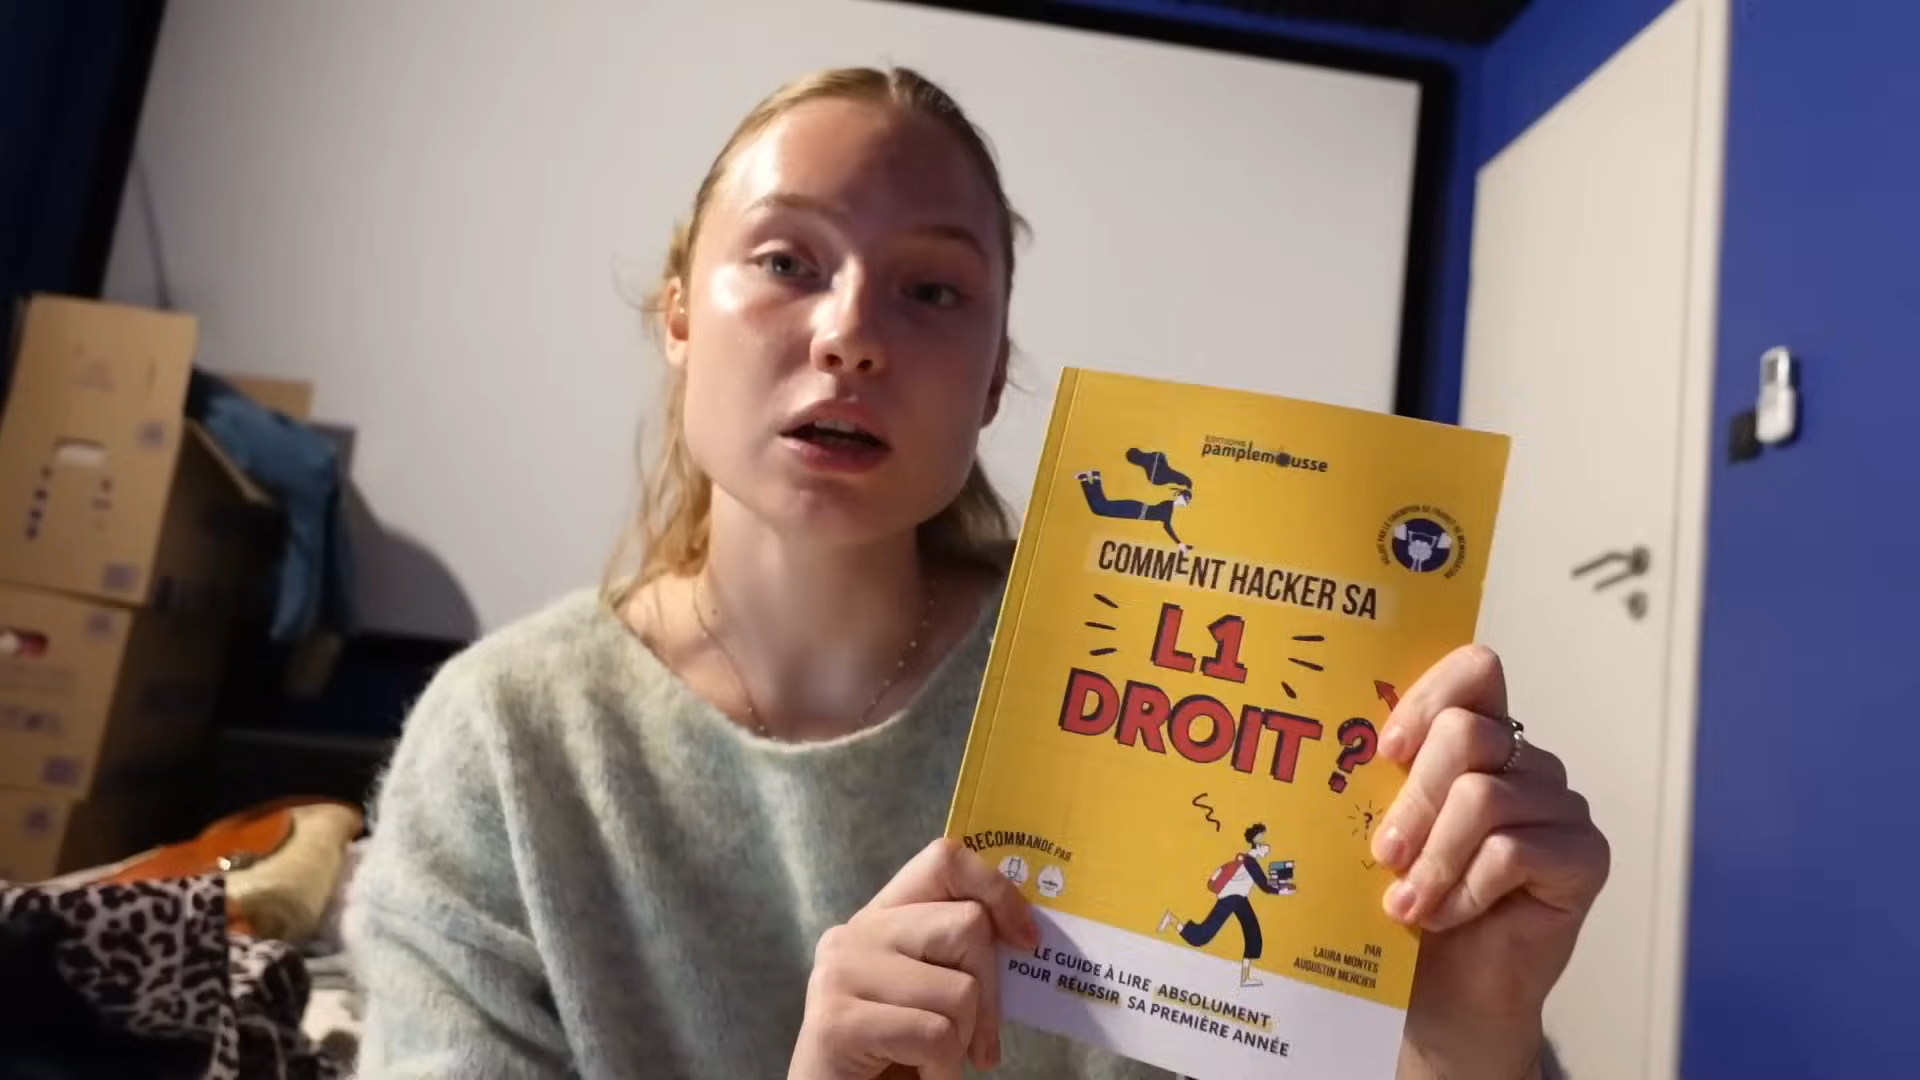 EDITIONS
pamplemousse
COMMENT HACKER SA
L1
DROIT ?
RECOMMANDÉ PAR
PAR
LAURA MONTES
AUGUSTIN MERCIER
LE GUIDE À LIRE ABSOLUMENT
POUR RÉUSSIR SA PREMIÈRE ANNÉE